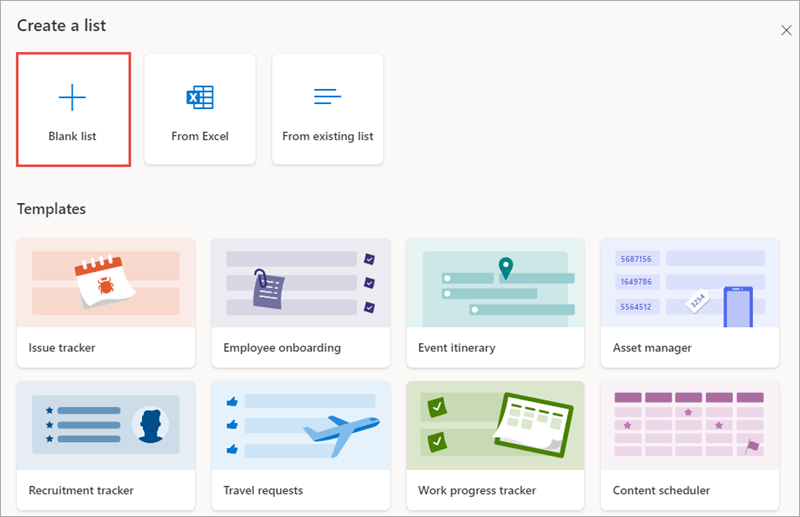 Create a list
Blank list
From Excel
From existing list
Templates
5687156
1649786
5564512
3254
Issue tracker
Employee onboarding
Event itinerary
Asset manager
Recruitment tracker
Travel requests
Work progress tracker
Content scheduler